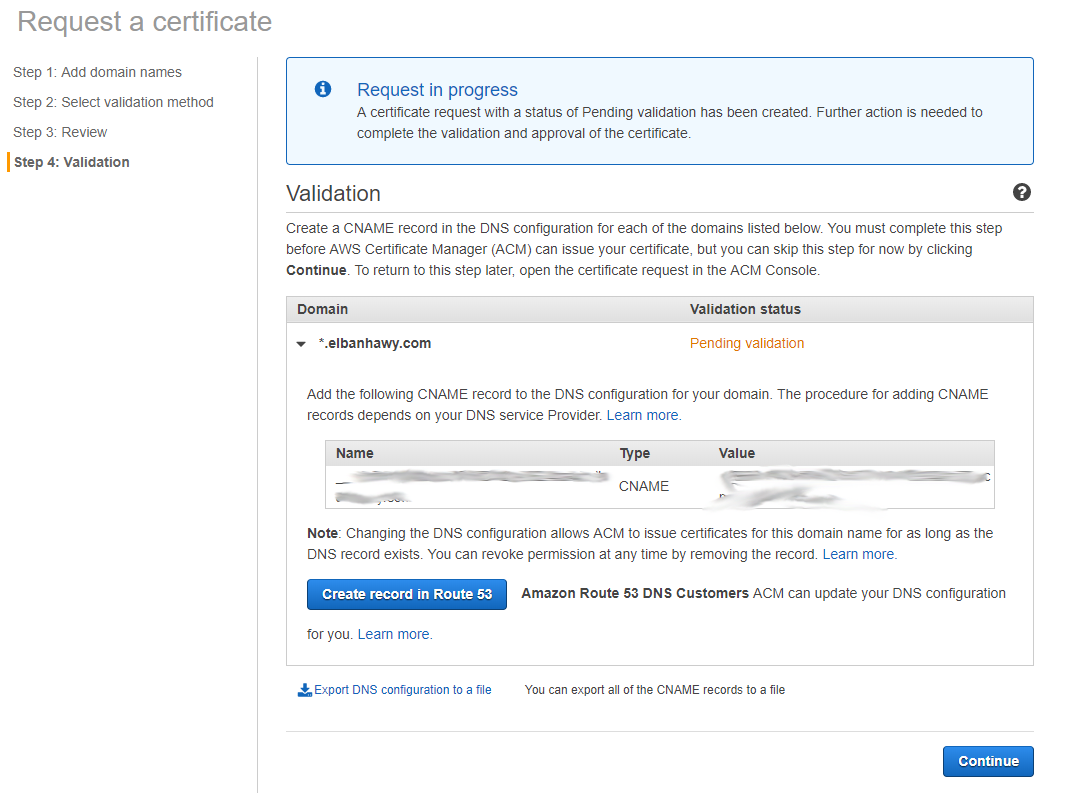 Request a certificate
Step 1: Add domain names
Step 2: Select validation method
Step 3: Review
Step 4: Validation
Request in progress
A certificate request with a status of Pending validation has been created. Further action is needed to
complete the validation and approval of the certificate.
Validation
Create a CNAME record in the DNS configuration for each of the domains listed below. You must complete this step
before AWS Certificate Manager (ACM) can issue your certificate, but you can skip this step for now by clicking
Continue. To return to this step later, open the certificate request in the ACM Console.
Domain Validation status
*.elbanhawy.com Pending validation
Add the following CNAME record to the DNS configuration for your domain. The procedure for adding CNAME
records depends on your DNS service Provider. Learn more.
Name Type Value
CNAME
Note: Changing the DNS configuration allows ACM to issue certificates for this domain name for as long as the
DNS record exists. You can revoke permission at any time by removing the record. Learn more.
Create record in Route 53 Amazon Route 53 DNS Customers ACM can update your DNS configuration
for you. Learn more.
Export DNS configuration to a file You can export all of the CNAME records to a file
Continue